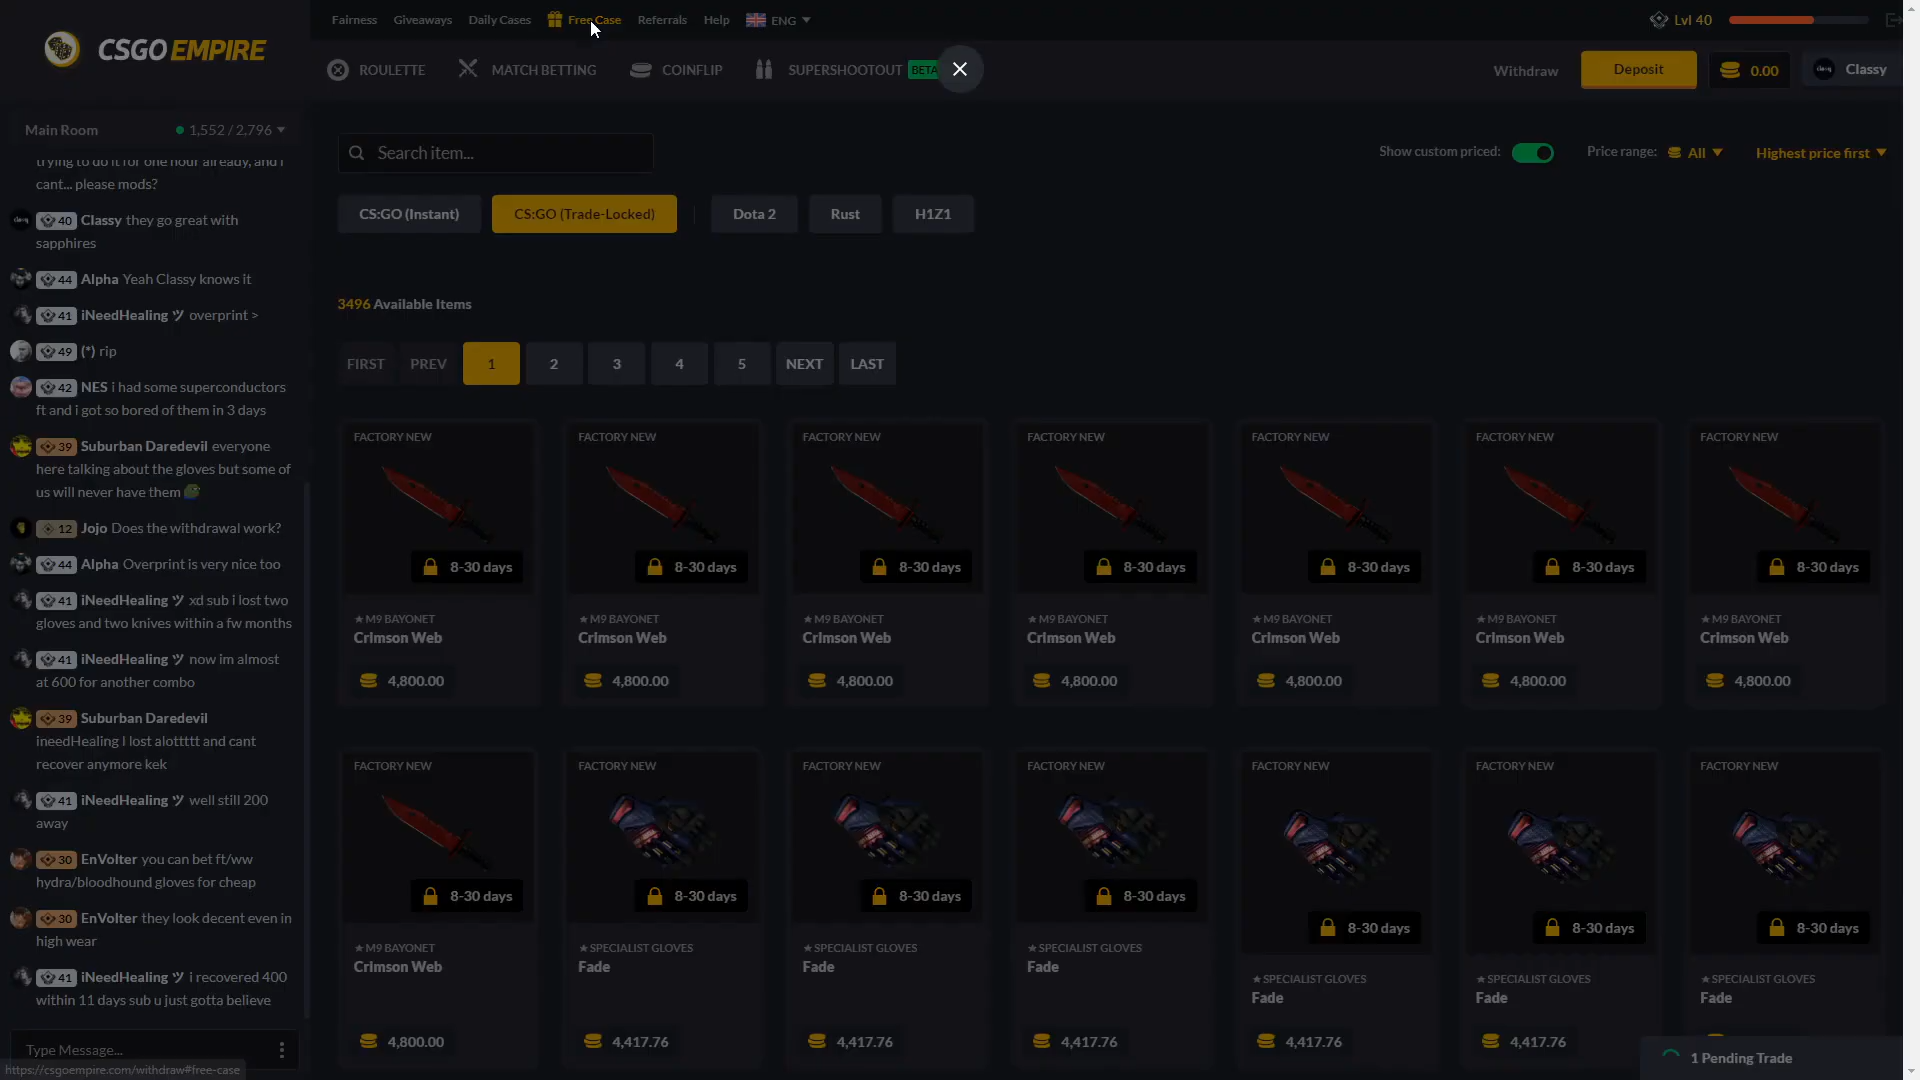 Fairness Giveaways Daily Cases Free Case Referrals Help ENG
Lvl 40
CSGOEMPIRE
ROULETTE MATCH BETTING COINFLIP SUPERSHOOTOUT BETA
Withdraw Deposit 0.00 Classy
Main Room 1,552 / 2,796
trying to do it for one hour already, and i
cant... please mods?
40 Classy they go great with
sapphires
44 Alpha Yeah Classy knows it
41 iNeedHealing ツ overprint >
49 (*) rip
42 NES i had some superconductors
ft and i got so bored of them in 3 days
39 Suburban Daredevil everyone
here talking about the gloves but some of
us will never have them
12 Jojo Does the withdrawal work?
44 Alpha Overprint is very nice too
41 iNeedHealing ツ xd sub i lost two
gloves and two knives within a fw months
41 iNeedHealing ツ now im almost
at 600 for another combo
39 Suburban Daredevil
ineedHealing I lost alotttt and cant
recover anymore kek
41 iNeedHealing ツ well still 200
away
30 EnVolter you can bet ft/ww
hydra/bloodhound gloves for cheap
30 EnVolter they look decent even in
high wear
41 iNeedHealing ツ i recovered 400
within 11 days sub u just gotta believe
Type Message...
https://csgoempire.com/withdraw#free-case
Search item...
Show custom priced: Price range: All Highest price first
CS:GO (Instant) CS:GO (Trade-Locked) Dota 2 Rust H1Z1
3496 Available Items
FIRST PREV 1 2 3 4 5 NEXT LAST
FACTORY NEW FACTORY NEW FACTORY NEW FACTORY NEW FACTORY NEW FACTORY NEW FACTORY NEW
8-30 days 8-30 days 8-30 days 8-30 days 8-30 days 8-30 days 8-30 days
★ M9 BAYONET ★ M9 BAYONET ★ M9 BAYONET ★ M9 BAYONET ★ M9 BAYONET ★ M9 BAYONET ★ M9 BAYONET
Crimson Web Crimson Web Crimson Web Crimson Web Crimson Web Crimson Web Crimson Web
4,800.00 4,800.00 4,800.00 4,800.00 4,800.00 4,800.00 4,800.00
FACTORY NEW FACTORY NEW FACTORY NEW FACTORY NEW FACTORY NEW FACTORY NEW FACTORY NEW
8-30 days 8-30 days 8-30 days 8-30 days 8-30 days 8-30 days 8-30 days
★ M9 BAYONET ★ SPECIALIST GLOVES ★ SPECIALIST GLOVES ★ SPECIALIST GLOVES ★ SPECIALIST GLOVES ★ SPECIALIST GLOVES ★ SPECIALIST GLOVES
Crimson Web Fade Fade Fade Fade Fade Fade
4,800.00 4,417.76 4,417.76 4,417.76 4,417.76 4,417.76
1 Pending Trade